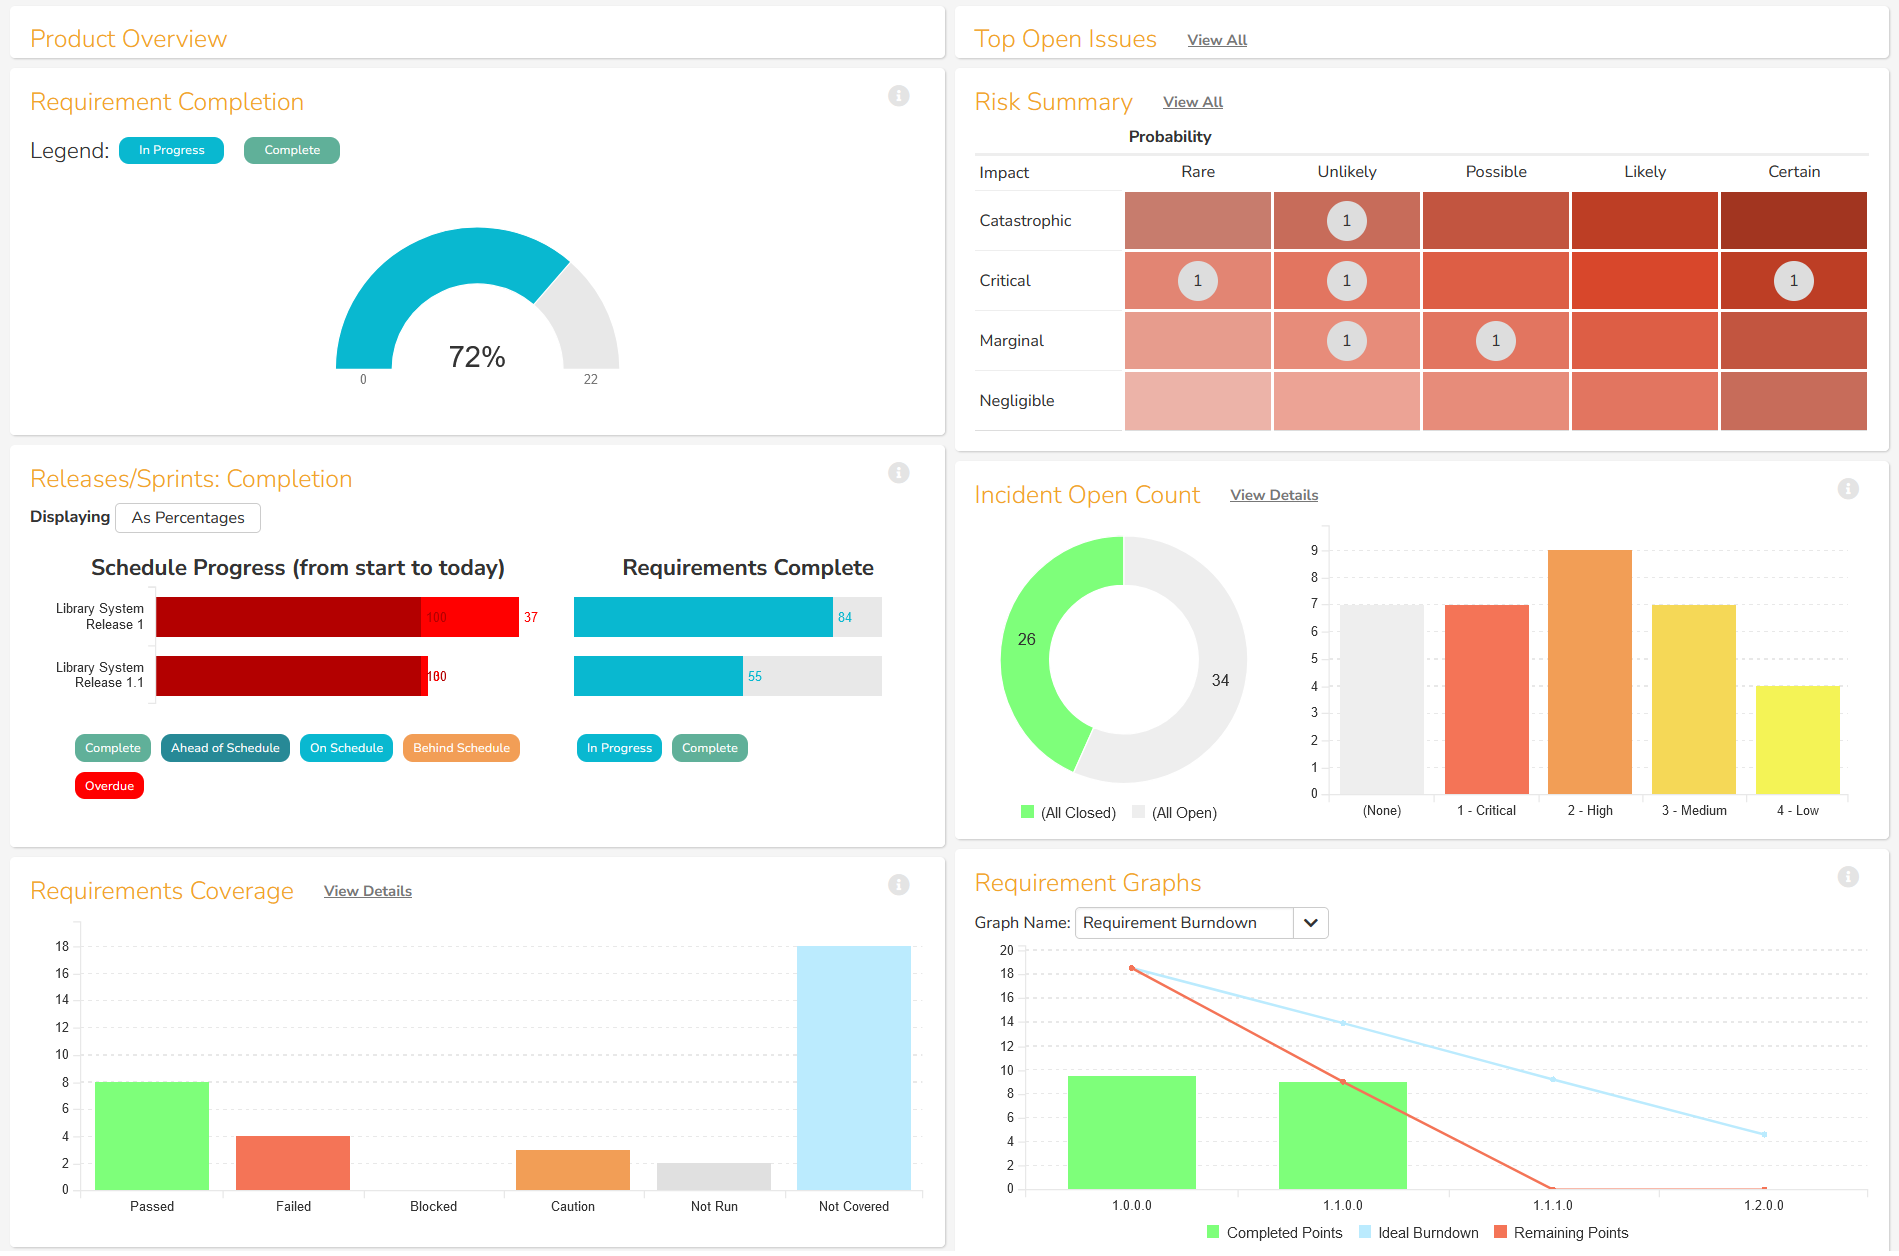 Product Overview
Requirement Completion
Legend: In Progress Complete
72%
0 22
Releases/Sprints: Completion
Displaying As Percentages
Schedule Progress (from start to today) Requirements Complete
Library System
Release 1
100 37 84
Library System
Release 1.1
55
Complete Ahead of Schedule On Schedule Behind Schedule In Progress Complete
Overdue
Requirements Coverage View Details
18
16
14
12
10
8
6
4
2
0
Passed Failed Blocked Caution Not Run Not Covered
Top Open Issues View All
Risk Summary View All
Probability
Impact Rare Unlikely Possible Likely Certain
Catastrophic 1
Critical 1 1 1
Marginal 1 1
Negligible
Incident Open Count View Details
26
34
(All Closed) (All Open)
9
8
7
6
5
4
3
2
1
0
(None) 1 - Critical 2 - High 3 - Medium 4 - Low
Requirement Graphs
Graph Name: Requirement Burndown
20
18
16
14
12
10
8
6
4
2
0
1.0.0.0 1.1.0.0 1.1.1.0 1.2.0.0
Completed Points Ideal Burndown Remaining Points